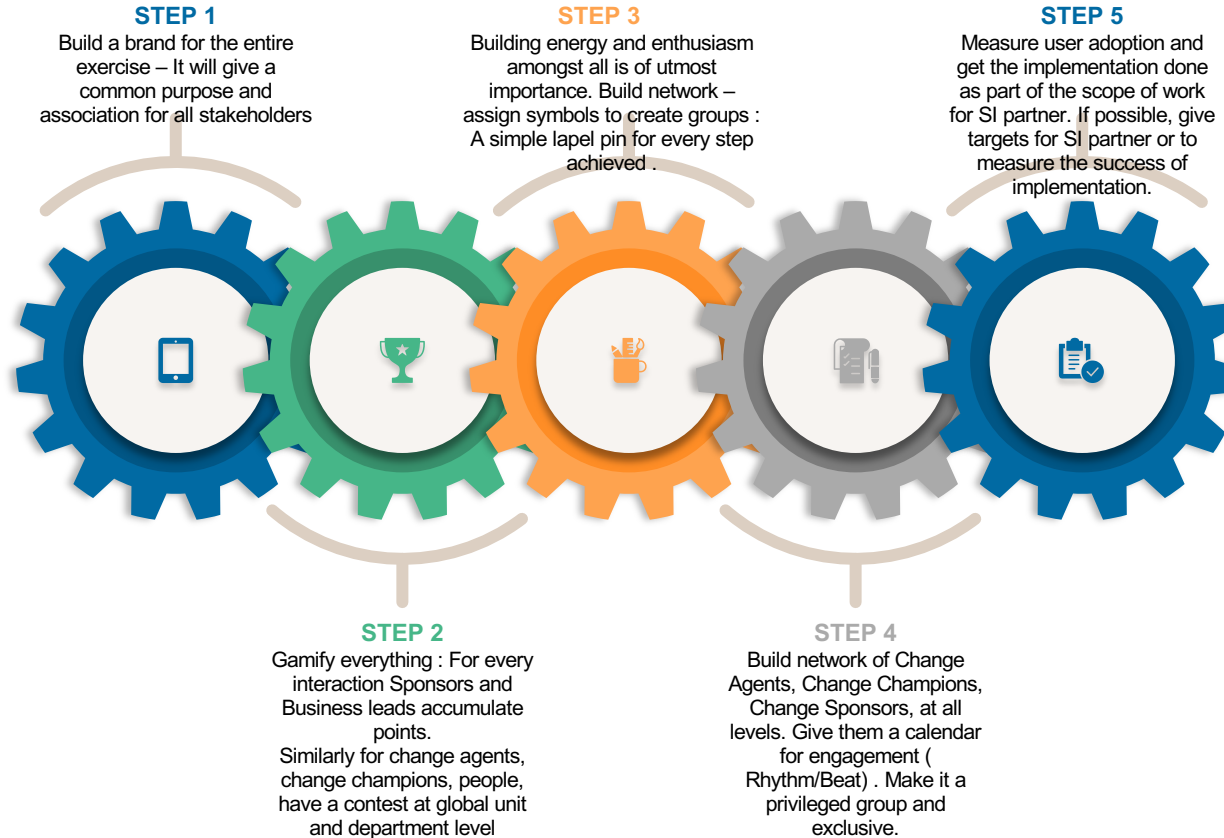 STEP 1
Build a brand for the entire
exercise – It will give a
common purpose and
association for all stakeholders
STEP 2
Gamify everything : For every
interaction Sponsors and
Business leads accumulate
points.
Similarly for change agents,
change champions, people,
have a contest at global unit
and department level
STEP 3
Building energy and enthusiasm
amongst all is of utmost
importance. Build network –
assign symbols to create groups :
A simple lapel pin for every step
achieved .
STEP 4
Build network of Change
Agents, Change Champions,
Change Sponsors, at all
levels. Give them a calendar
for engagement (
Rhythm/Beat) . Make it a
privileged group and
exclusive.
STEP 5
Measure user adoption and
get the implementation done
as part of the scope of work
for SI partner. If possible, give
targets for SI partner or to
measure the success of
implementation.